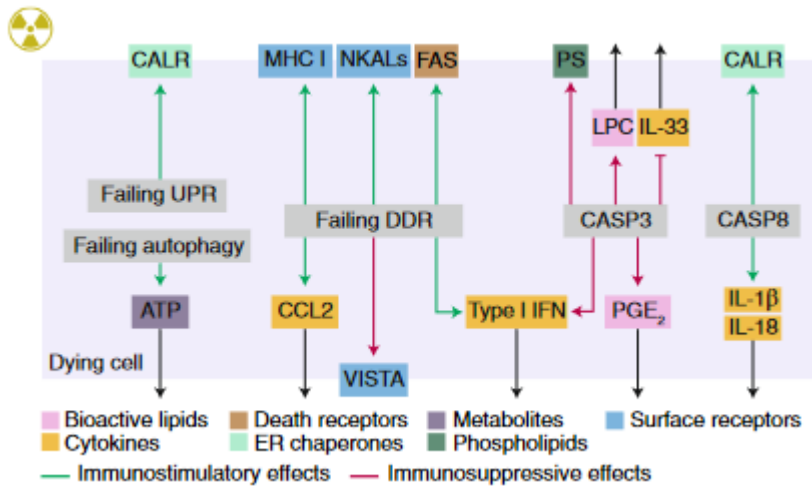 CALR MHC I NKALs FAS PS CALR
LPC IL-33
Failing UPR
Failing DDR CASP3 CASP8
Failing autophagy
ATP CCL2 Type I IFN PGE₂ IL-1β
IL-18
Dying cell
VISTA
Bioactive lipids Death receptors Metabolites Surface receptors
Cytokines ER chaperones Phospholipids
Immunostimulatory effects Immunosuppressive effects